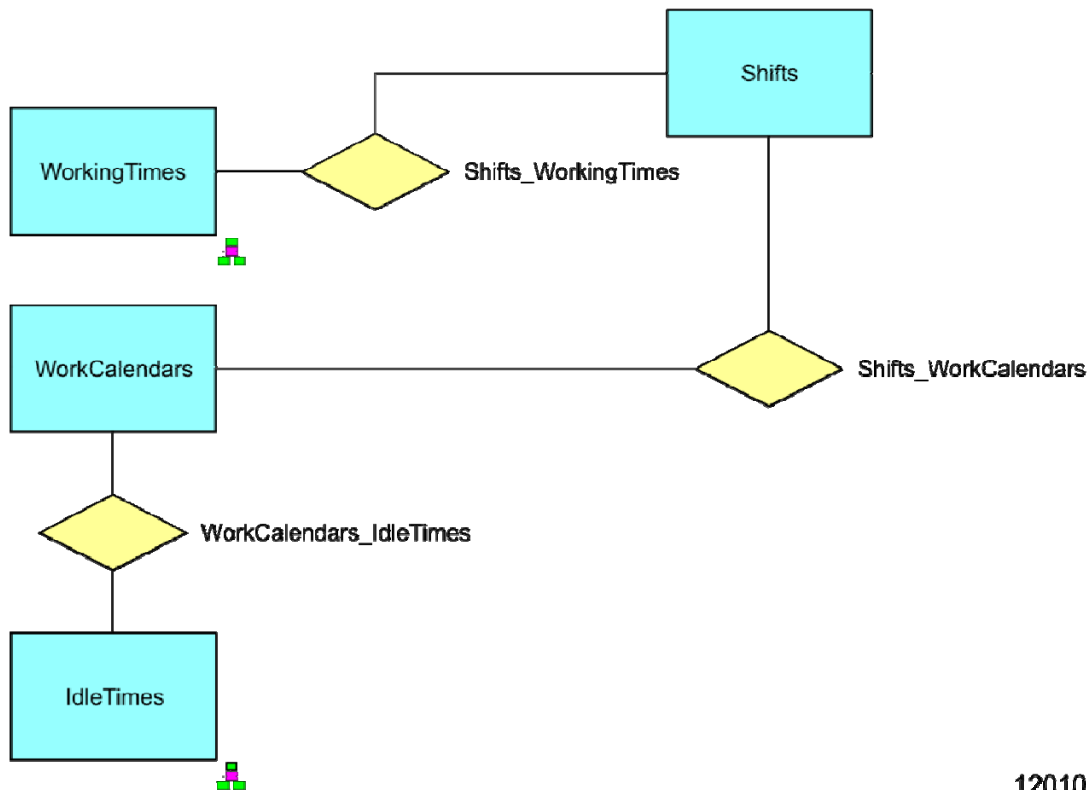 Shifts
WorkingTimes
Shifts_WorkingTimes
WorkCalendars
Shifts_WorkCalendars
WorkCalendars_IdleTimes
IdleTimes
12010